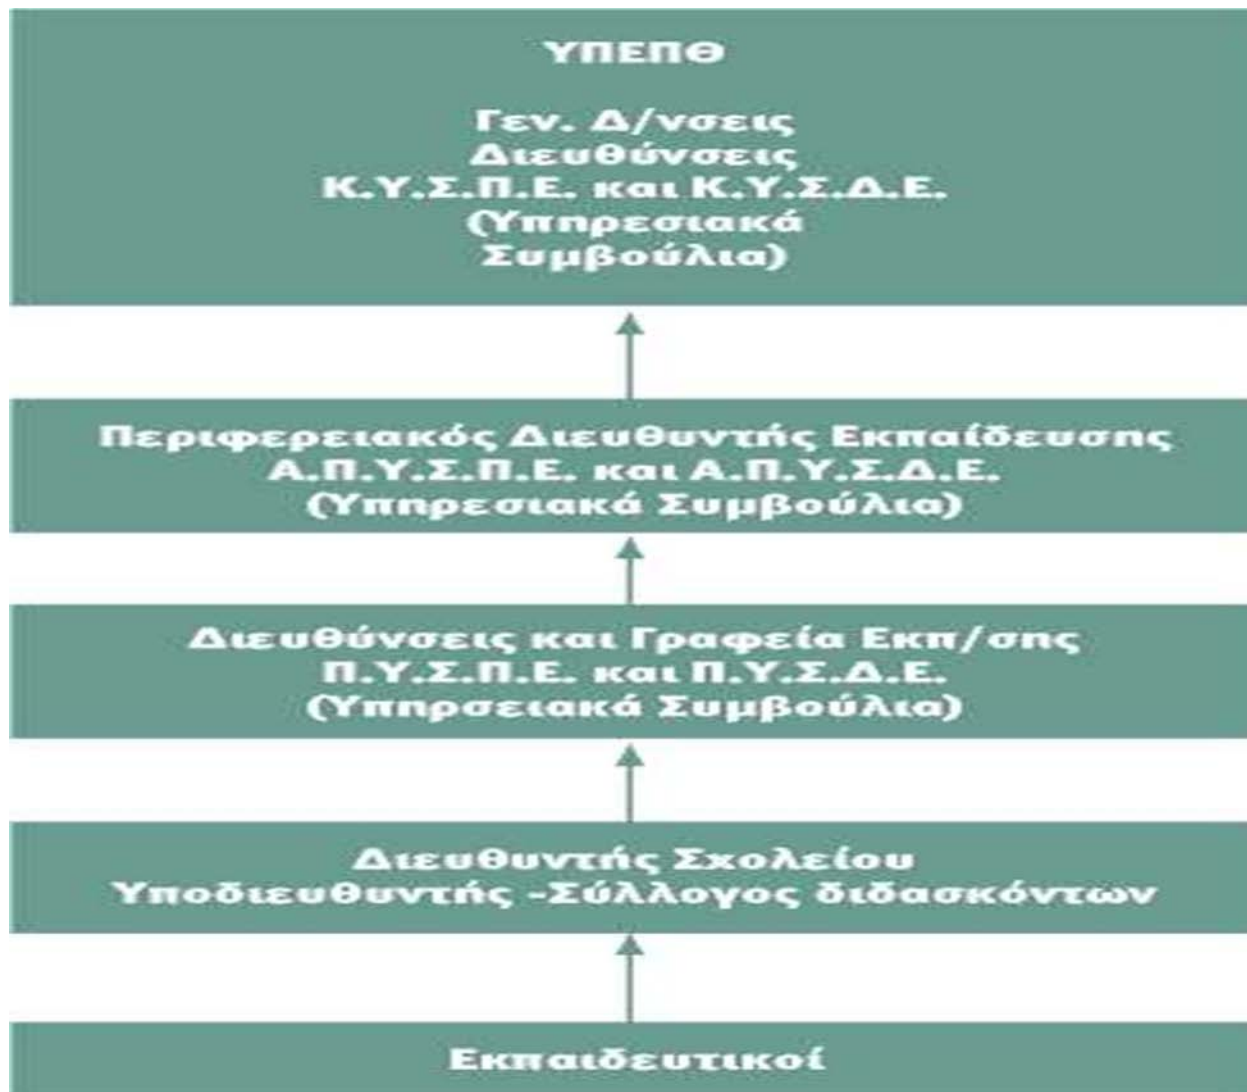 ΥΠΕΠΘ
Γεν. Δ/νσεις
Διευθύνσεις
Κ.Υ.Σ.Π.Ε. και Κ.Υ.Σ.Δ.Ε.
(Υπηρεσιακά
Συμβούλια)
Περιφερειακός Διευθυντής Εκπαίδευσης
Α.Π.Υ.Σ.Π.Ε. και Α.Π.Υ.Σ.Δ.Ε.
(Υπηρεσιακά Συμβούλια)
Διευθύνσεις και Γραφεία Εκπ/σης
Π.Υ.Σ.Π.Ε. και Π.Υ.Σ.Δ.Ε.
(Υπηρσειακά Συμβούλια)
Διευθυντής Σχολείου
Υποδιευθυντής -Σύλλογος διδασκόντων
Εκπαιδευτικοί